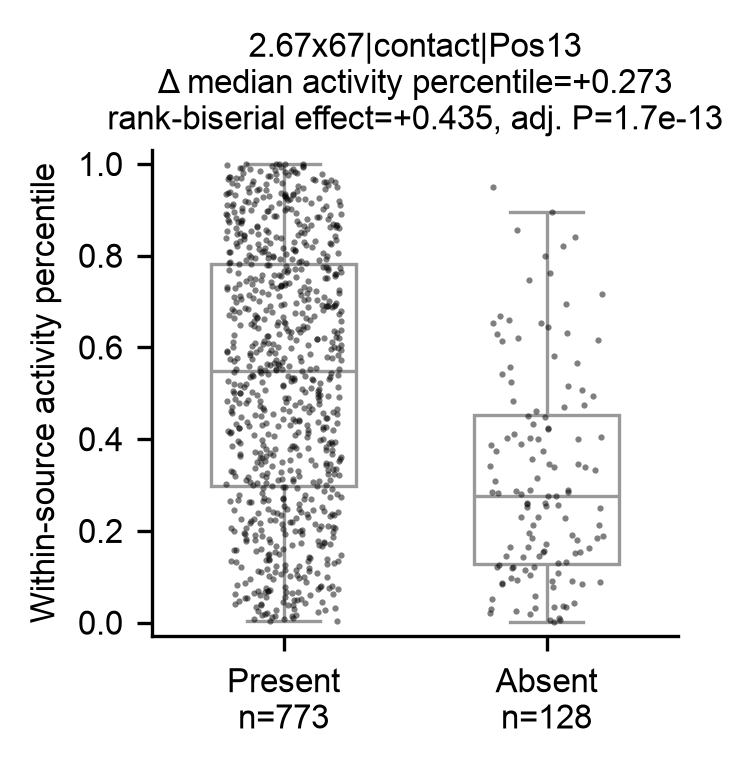 2.67x67|contact|Pos13
Δ median activity percentile=+0.273
rank-biserial effect=+0.435, adj. P=1.7e-13
Within-source activity percentile
1.0
0.8
0.6
0.4
0.2
0.0
Present
n=773
Absent
n=128